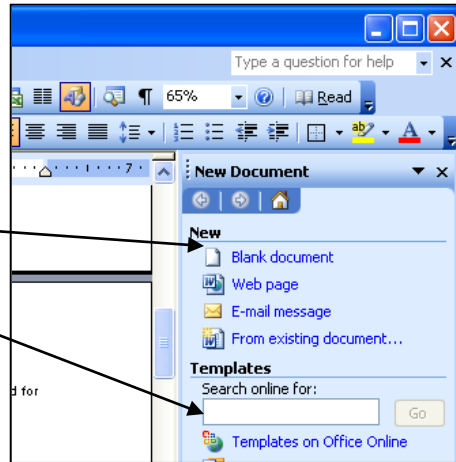 Type a question for help
65% Read
7
New Document
New
Blank document
Web page
E-mail message
From existing document...
Templates
Search online for:
d for
Go
Templates on Office Online